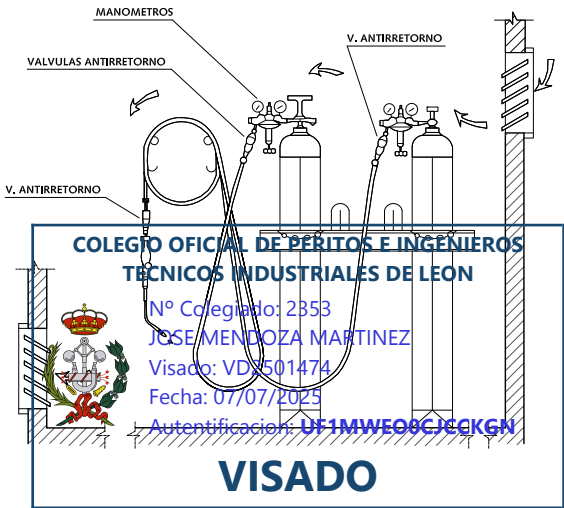 MANOMETROS
V. ANTIRRETORNO
VALVULAS ANTIRRETORNO
V. ANTIRRETORNO
COLEGIO OFICIAL DE PERITOS E INGENIEROS
TECNICOS INDUSTRIALES DE LEON
Nº Colegiado: 2353
JOSE MENDOZA MARTINEZ
Visado: VD2501474
Fecha: 07/07/2025
Autentificacion: UF1MWEO0CJCCKGN
VISADO